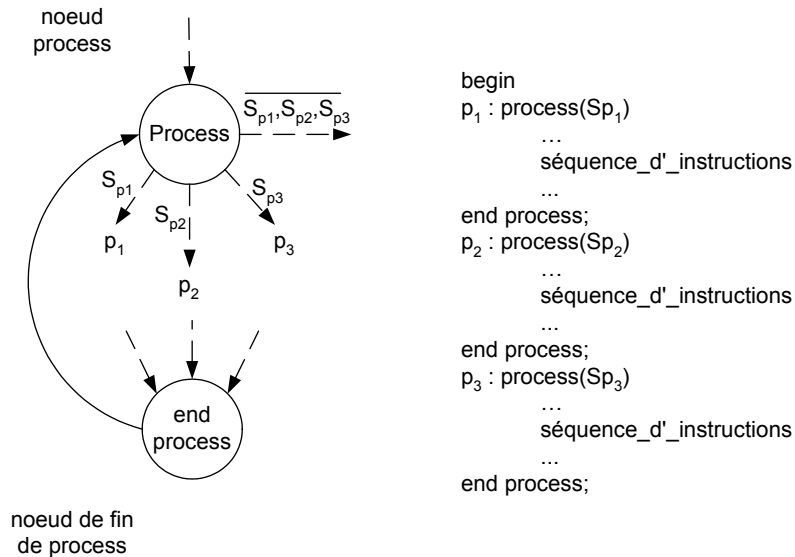 noeud
process
Process
Sp1,Sp2,Sp3
Sp1
Sp2
Sp3
p1
p2
p3
end
process
noeud de fin
de process
begin
p1 : process(Sp1)
...
séquence_d'_instructions
...
end process;
p2 : process(Sp2)
...
séquence_d'_instructions
...
end process;
p3 : process(Sp3)
...
séquence_d'_instructions
...
end process;